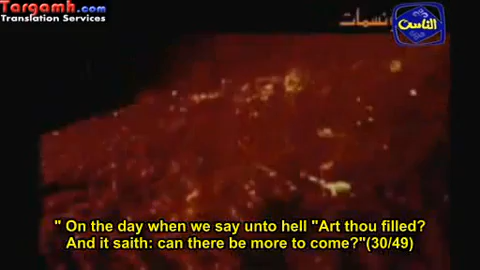 Targamh.com
Translation Services
الناس
ونسمات
" On the day when we say unto hell "Art thou filled?
And it saith: can there be more to come?"(30/49)